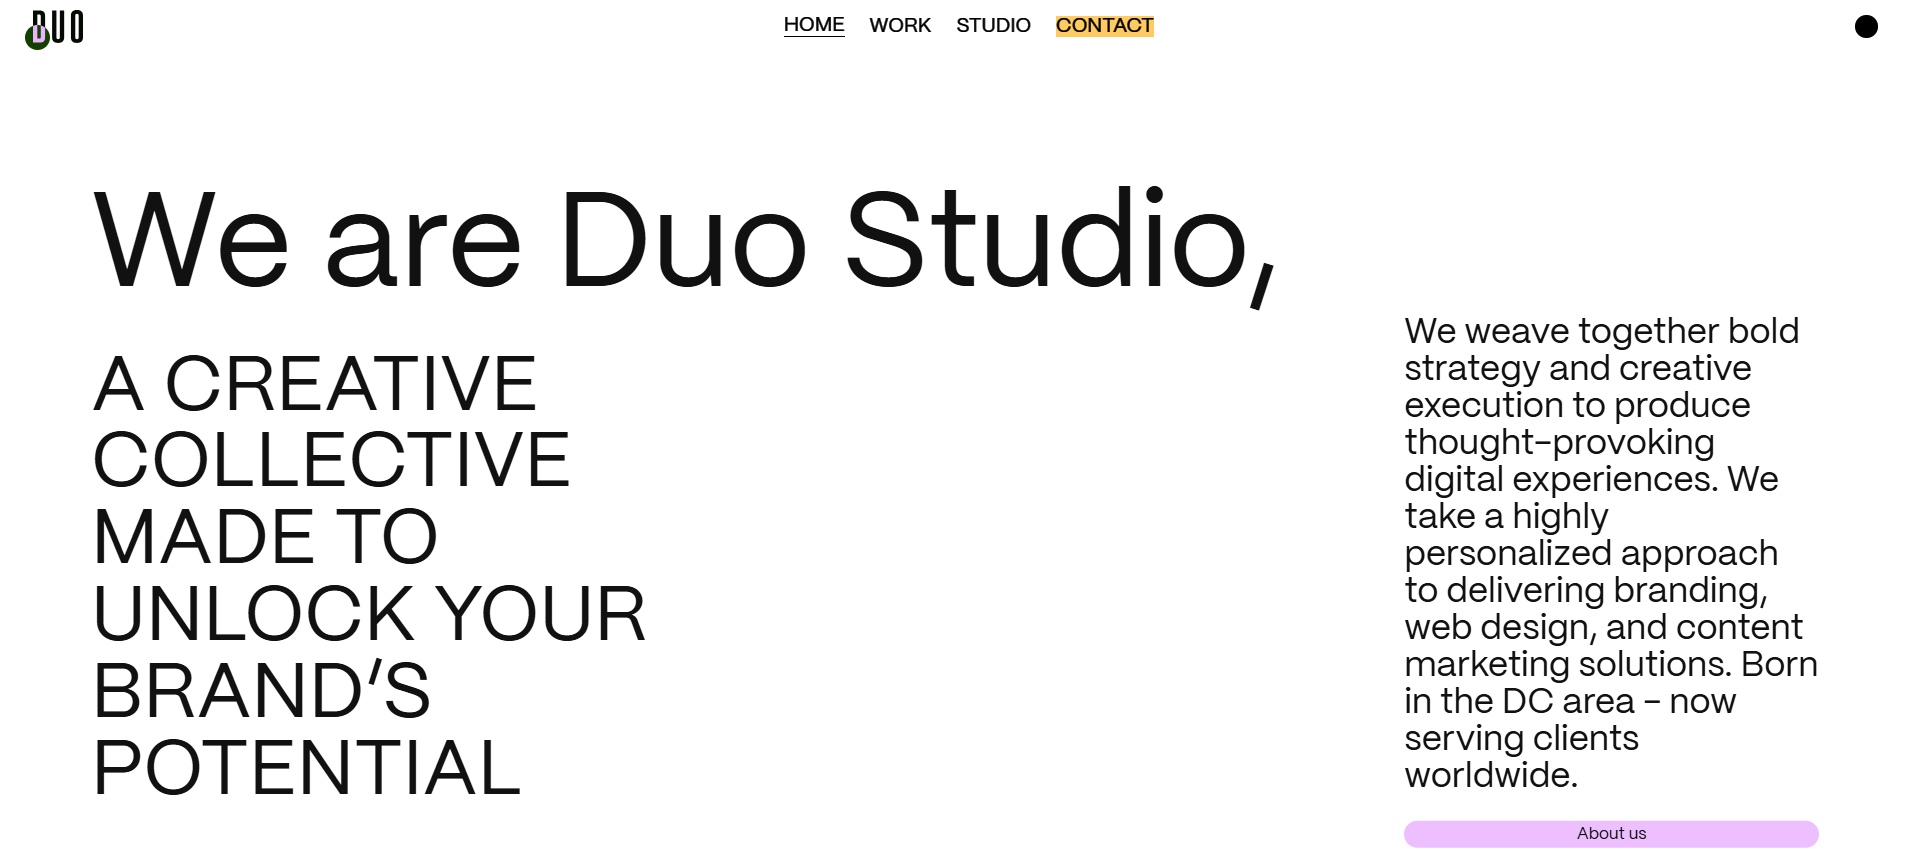 DUO
HOME WORK STUDIO CONTACT
We are Duo Studio,
A CREATIVE
COLLECTIVE
MADE TO
UNLOCK YOUR
BRAND’S
POTENTIAL
We weave together bold
strategy and creative
execution to produce
thought-provoking
digital experiences. We
take a highly
personalized approach
to delivering branding,
web design, and content
marketing solutions. Born
in the DC area – now
serving clients
worldwide.
About us